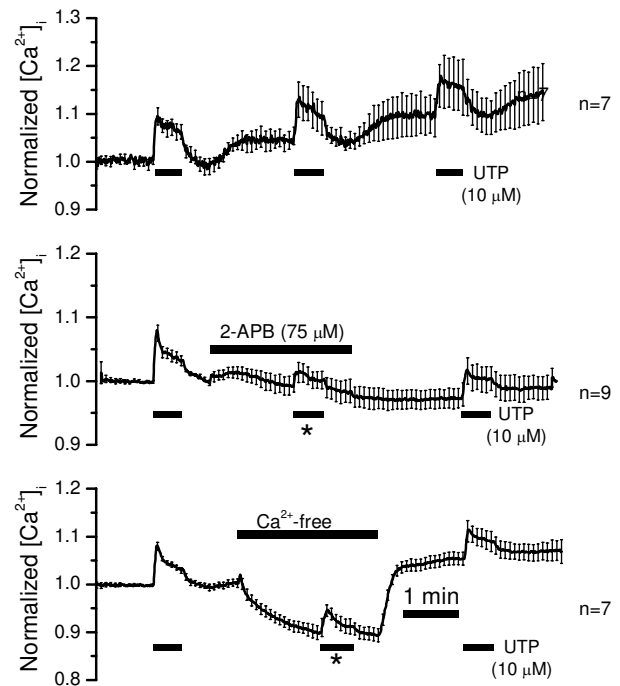 1.3
1.2
1.1
1.0
0.9
Normalized [Ca²⁺]ᵢ
n=7
UTP
(10 μM)
1.2
1.1
1.0
0.9
Normalized [Ca²⁺]ᵢ
2-APB (75 μM)
n=9
*
UTP
(10 μM)
1.2
1.1
1.0
0.9
0.8
Normalized [Ca²⁺]ᵢ
Ca²⁺-free
1 min
n=7
*
UTP
(10 μM)